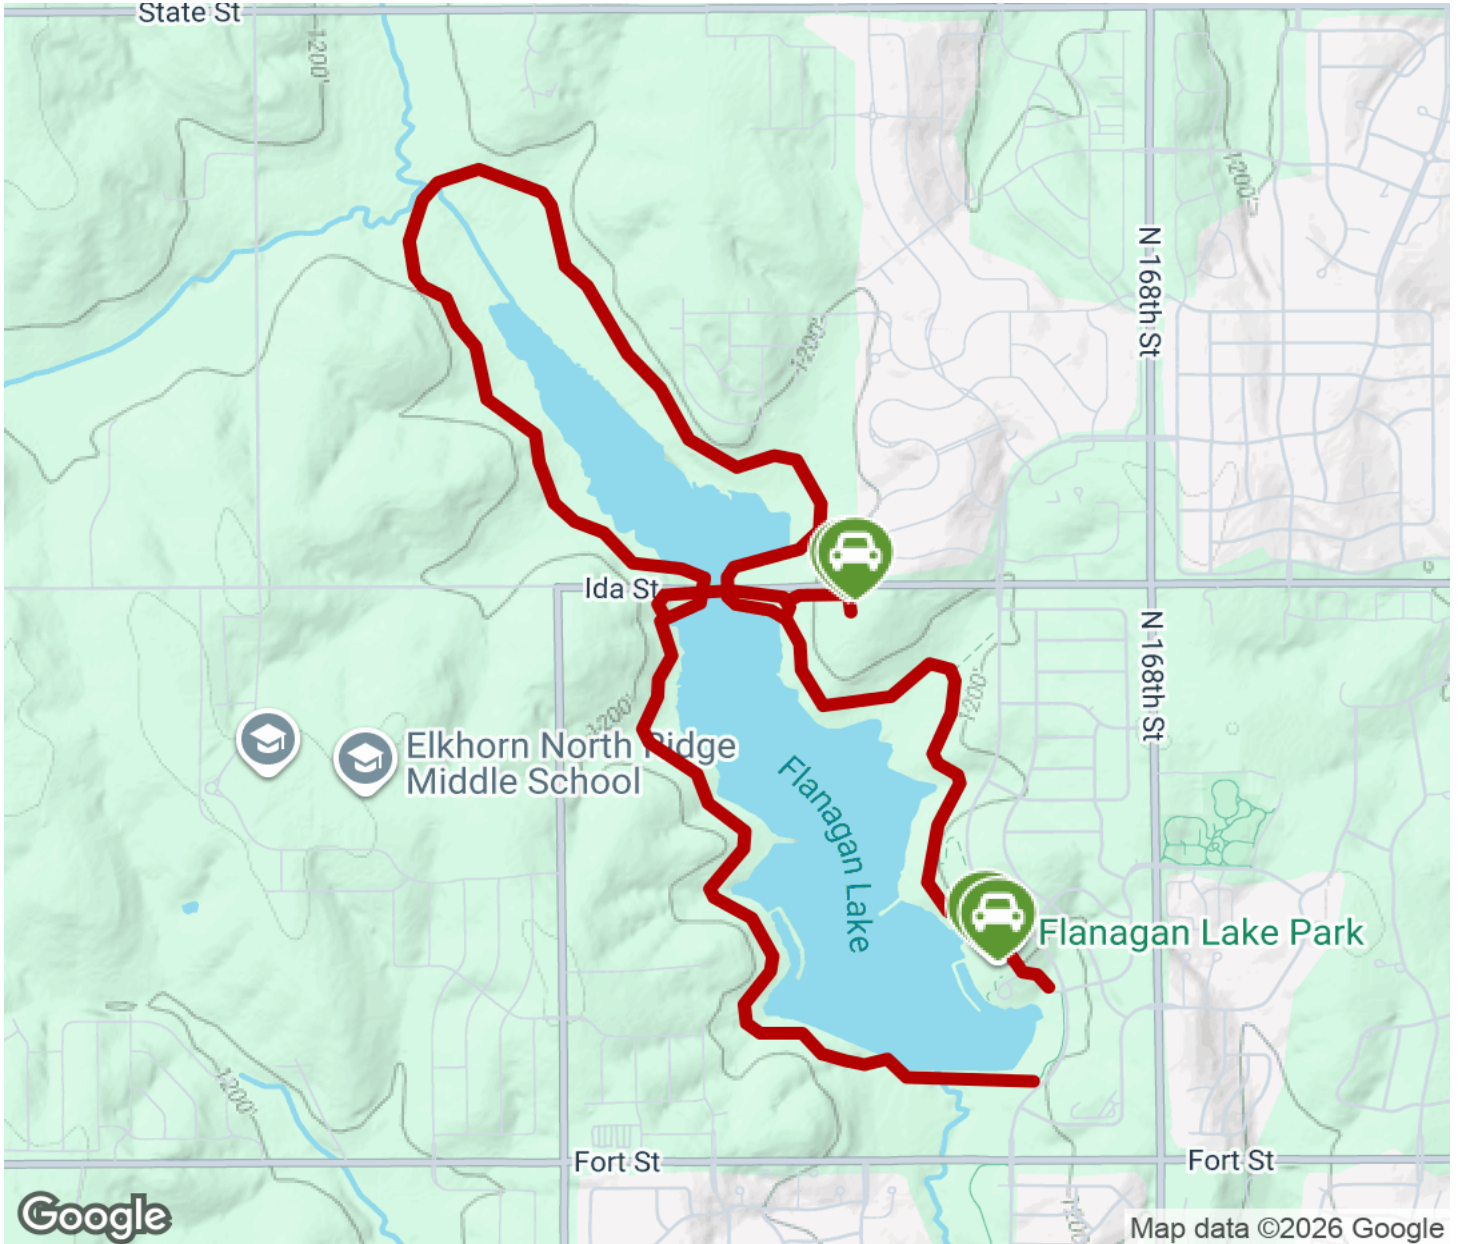 State St
1200'
1200'
N 168th St
1200'
Ida St
N 168th St
1200'
1200'
Elkhorn North Ridge
Middle School
Flanagan Lake
Flanagan Lake Park
1200'
Fort St
Fort St
1200'
Google
Map data ©2026 Google